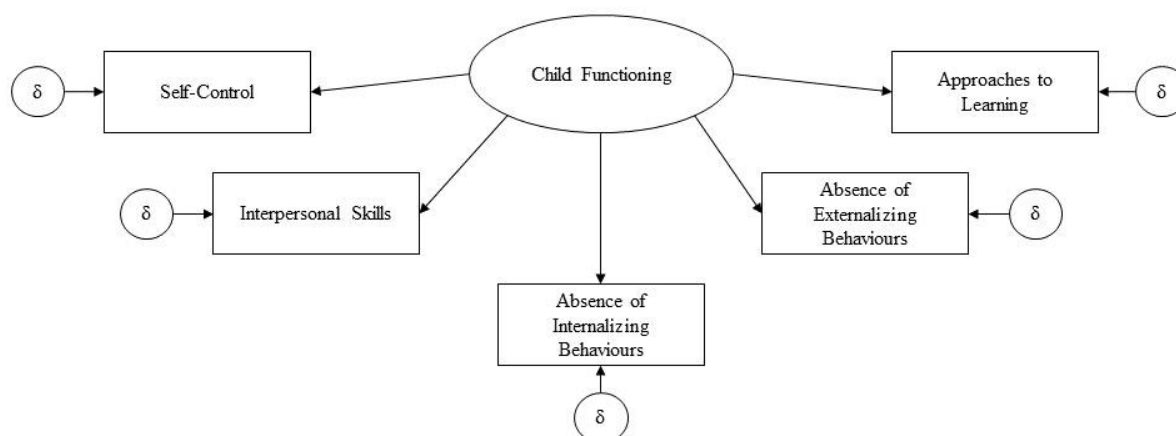 Child Functioning
δ
Self-Control
Approaches to
Learning
δ
δ
Interpersonal Skills
Absence of
Externalizing
Behaviours
δ
Absence of
Internalizing
Behaviours
δ